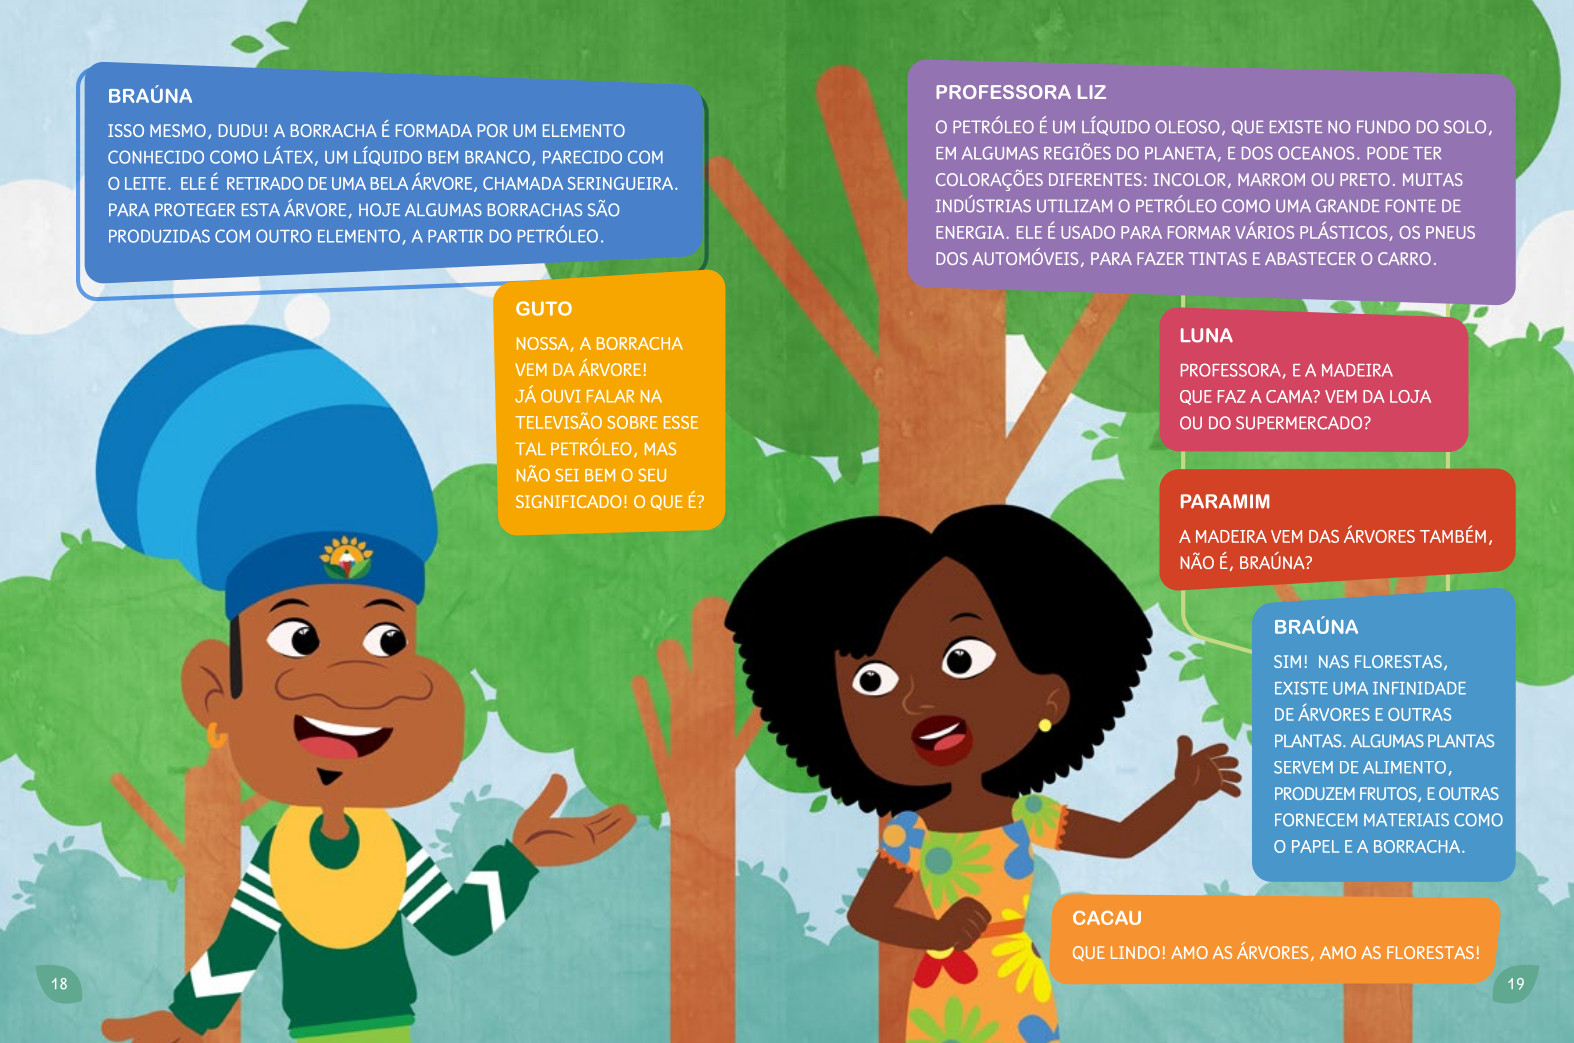 BRAÚNA
ISSO MESMO, DUDU! A BORRACHA É FORMADA POR UM ELEMENTO
CONHECIDO COMO LÁTEX, UM LÍQUIDO BEM BRANCO, PARECIDO COM
O LEITE. ELE É RETIRADO DE UMA BELA ÁRVORE, CHAMADA SERINGUEIRA.
PARA PROTEGER ESTA ÁRVORE, HOJE ALGUMAS BORRACHAS SÃO
PRODUZIDAS COM OUTRO ELEMENTO, A PARTIR DO PETRÓLEO.
GUTO
NOSSA, A BORRACHA
VEM DA ÁRVORE!
JÁ OUVI FALAR NA
TELEVISÃO SOBRE ESSE
TAL PETRÓLEO, MAS
NÃO SEI BEM O SEU
SIGNIFICADO! O QUE É?
18
PROFESSORA LIZ
O PETRÓLEO É UM LÍQUIDO OLEOSO, QUE EXISTE NO FUNDO DO SOLO,
EM ALGUMAS REGIÕES DO PLANETA, E DOS OCEANOS. PODE TER
COLORAÇÕES DIFERENTES: INCOLOR, MARROM OU PRETO. MUITAS
INDÚSTRIAS UTILIZAM O PETRÓLEO COMO UMA GRANDE FONTE DE
ENERGIA. ELE É USADO PARA FORMAR VÁRIOS PLÁSTICOS, OS PNEUS
DOS AUTOMÓVEIS, PARA FAZER TINTAS E ABASTECER O CARRO.
LUNA
PROFESSORA, E A MADEIRA
QUE FAZ A CAMA? VEM DA LOJA
OU DO SUPERMERCADO?
PARAMIM
A MADEIRA VEM DAS ÁRVORES TAMBÉM,
NÃO É, BRAÚNA?
BRAÚNA
SIM! NAS FLORESTAS,
EXISTE UMA INFINIDADE
DE ÁRVORES E OUTRAS
PLANTAS. ALGUMAS PLANTAS
SERVEM DE ALIMENTO,
PRODUZEM FRUTOS, E OUTRAS
FORNECEM MATERIAIS COMO
O PAPEL E A BORRACHA.
CACAU
QUE LINDO! AMO AS ÁRVORES, AMO AS FLORESTAS!
19